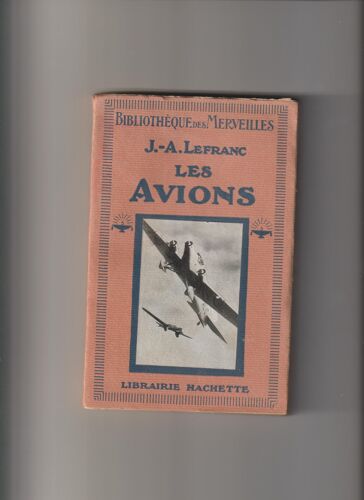 BIBLIOTHÈQUE DES MERVEILLES
J.-A. LEFRANC
LES
AVIONS
LIBRAIRIE HACHETTE